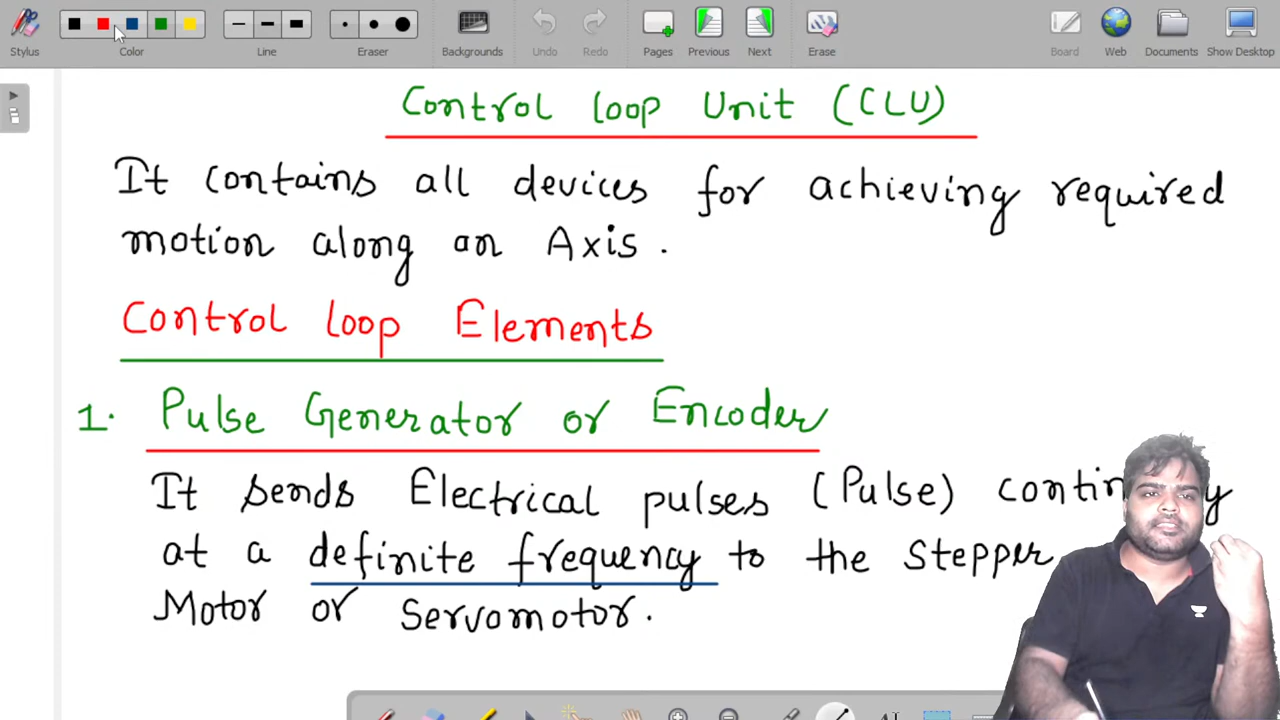 Stylus Color Line Eraser Backgrounds Undo Redo Pages Previous Next Erase Board Web Documents Show Desktop
Control loop Unit (CLU)
It contains all devices for achieving required
motion along an Axis.
Control loop Elements
1. Pulse Generator or Encoder
It sends Electrical pulses (Pulse)
at a definite frequency to the Stepper
Motor or Servomotor.